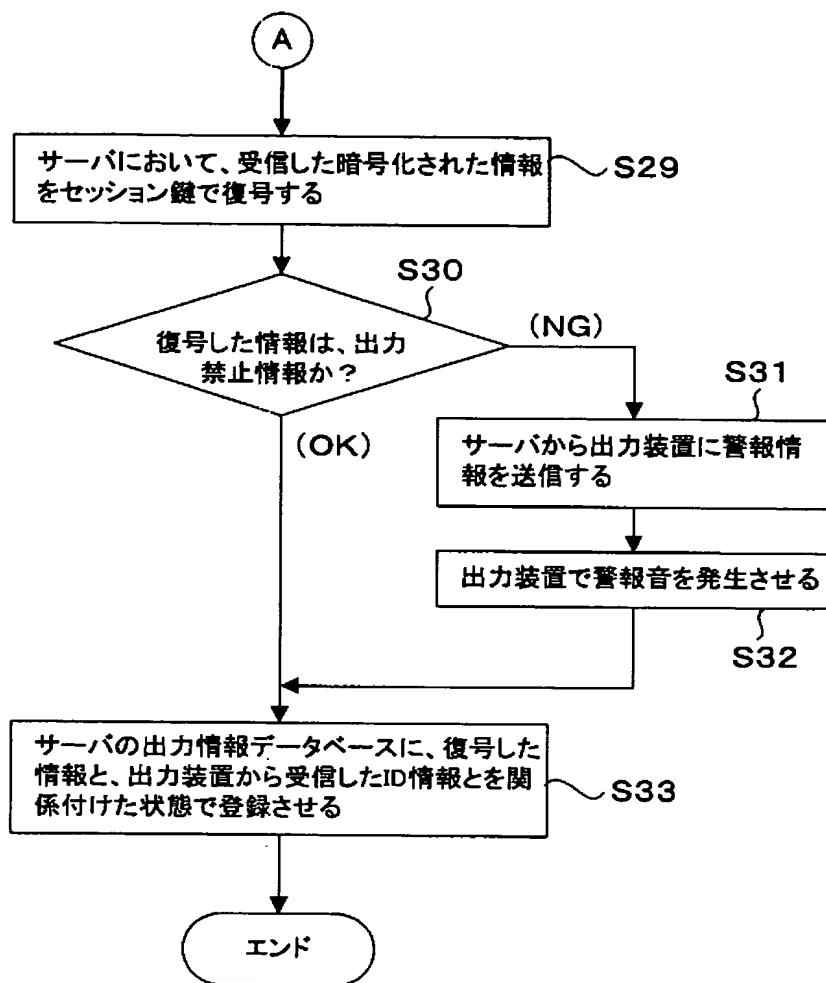 A
サーバにおいて、受信した暗号化された情報
をセッション鍵で復号する
S29
S30
復号した情報は、出力
禁止情報か？
(NG)
(OK)
S31
サーバから出力装置に警報情
報を送信する
出力装置で警報音を発生させる
S32
サーバの出力情報データベースに、復号した
情報と、出力装置から受信したID情報とを関
係付けた状態で登録させる
S33
エンド